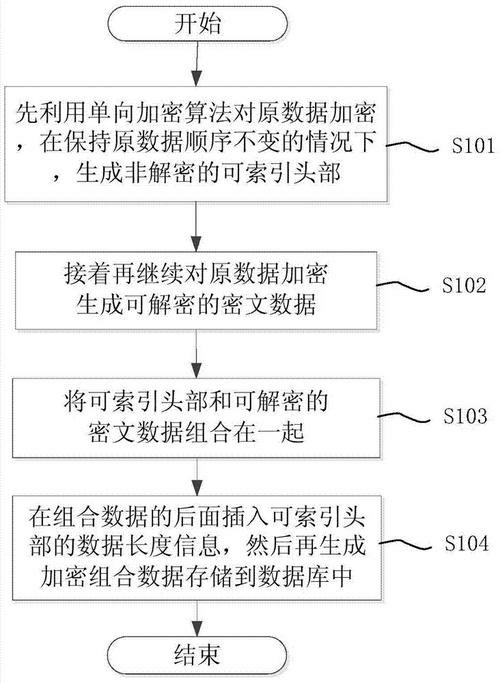 开始
先利用单向加密算法对原数据加密
，在保持原数据顺序不变的情况下
，生成非解密的可索引头部
S101
接着再继续对原数据加密
生成可解密的密文数据
S102
将可索引头部和可解密的
密文数据组合在一起
S103
在组合数据的后面插入可索引头
部的数据长度信息，然后再生成
加密组合数据存储到数据库中
S104
结束